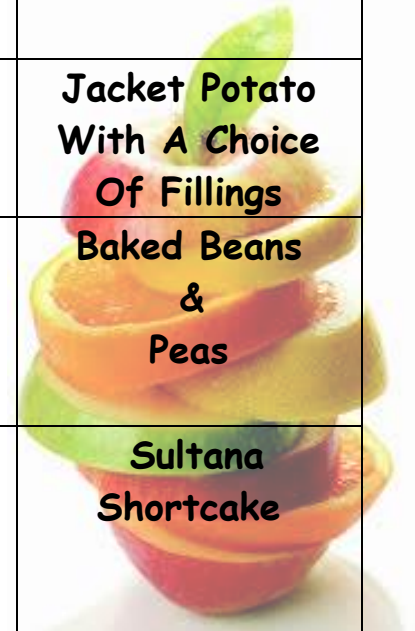 Jacket Potato
With A Choice
Of Fillings
Baked Beans
&
Peas
Sultana
Shortcake